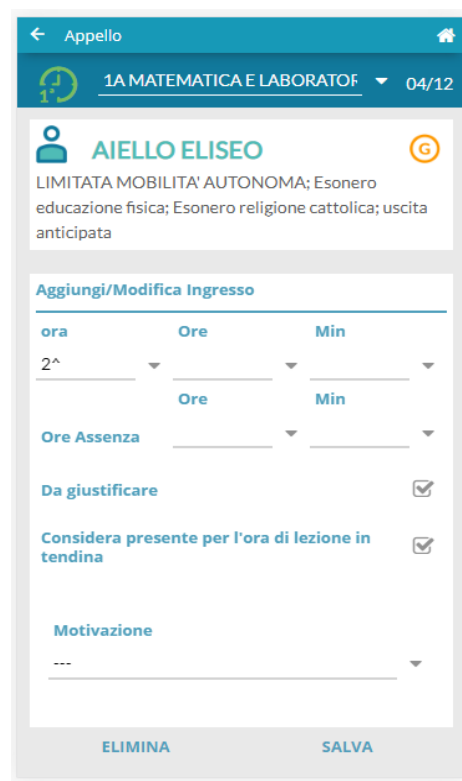 Appello
1°
1A MATEMATICA E LABORATOR
04/12
AIELLO ELISEO
G
LIMITATA MOBILITA' AUTONOMA; Esonero
educazione fisica; Esonero religione cattolica; uscita
anticipata
Aggiungi/Modifica Ingresso
ora Ore Min
2^
Ore Min
Ore Assenza
Da giustificare
Considera presente per l'ora di lezione in
tendina
Motivazione
---
ELIMINA SALVA